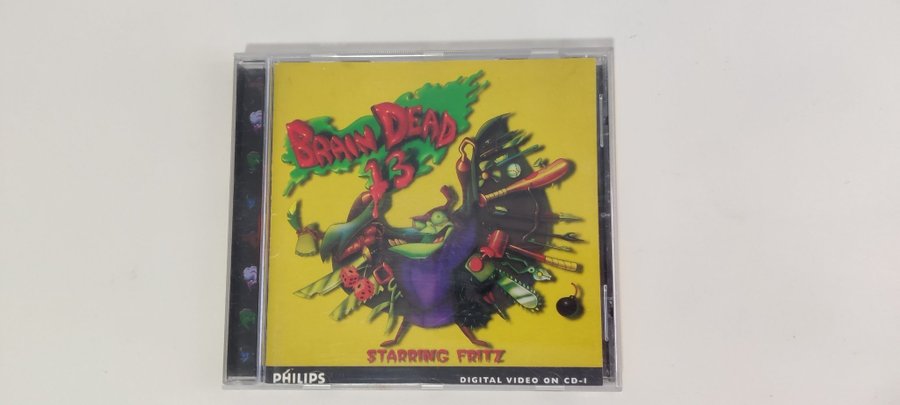 BRAIN DEAD
13
STARRING FRITZ
PHILIPS
DIGITAL VIDEO ON CD-I